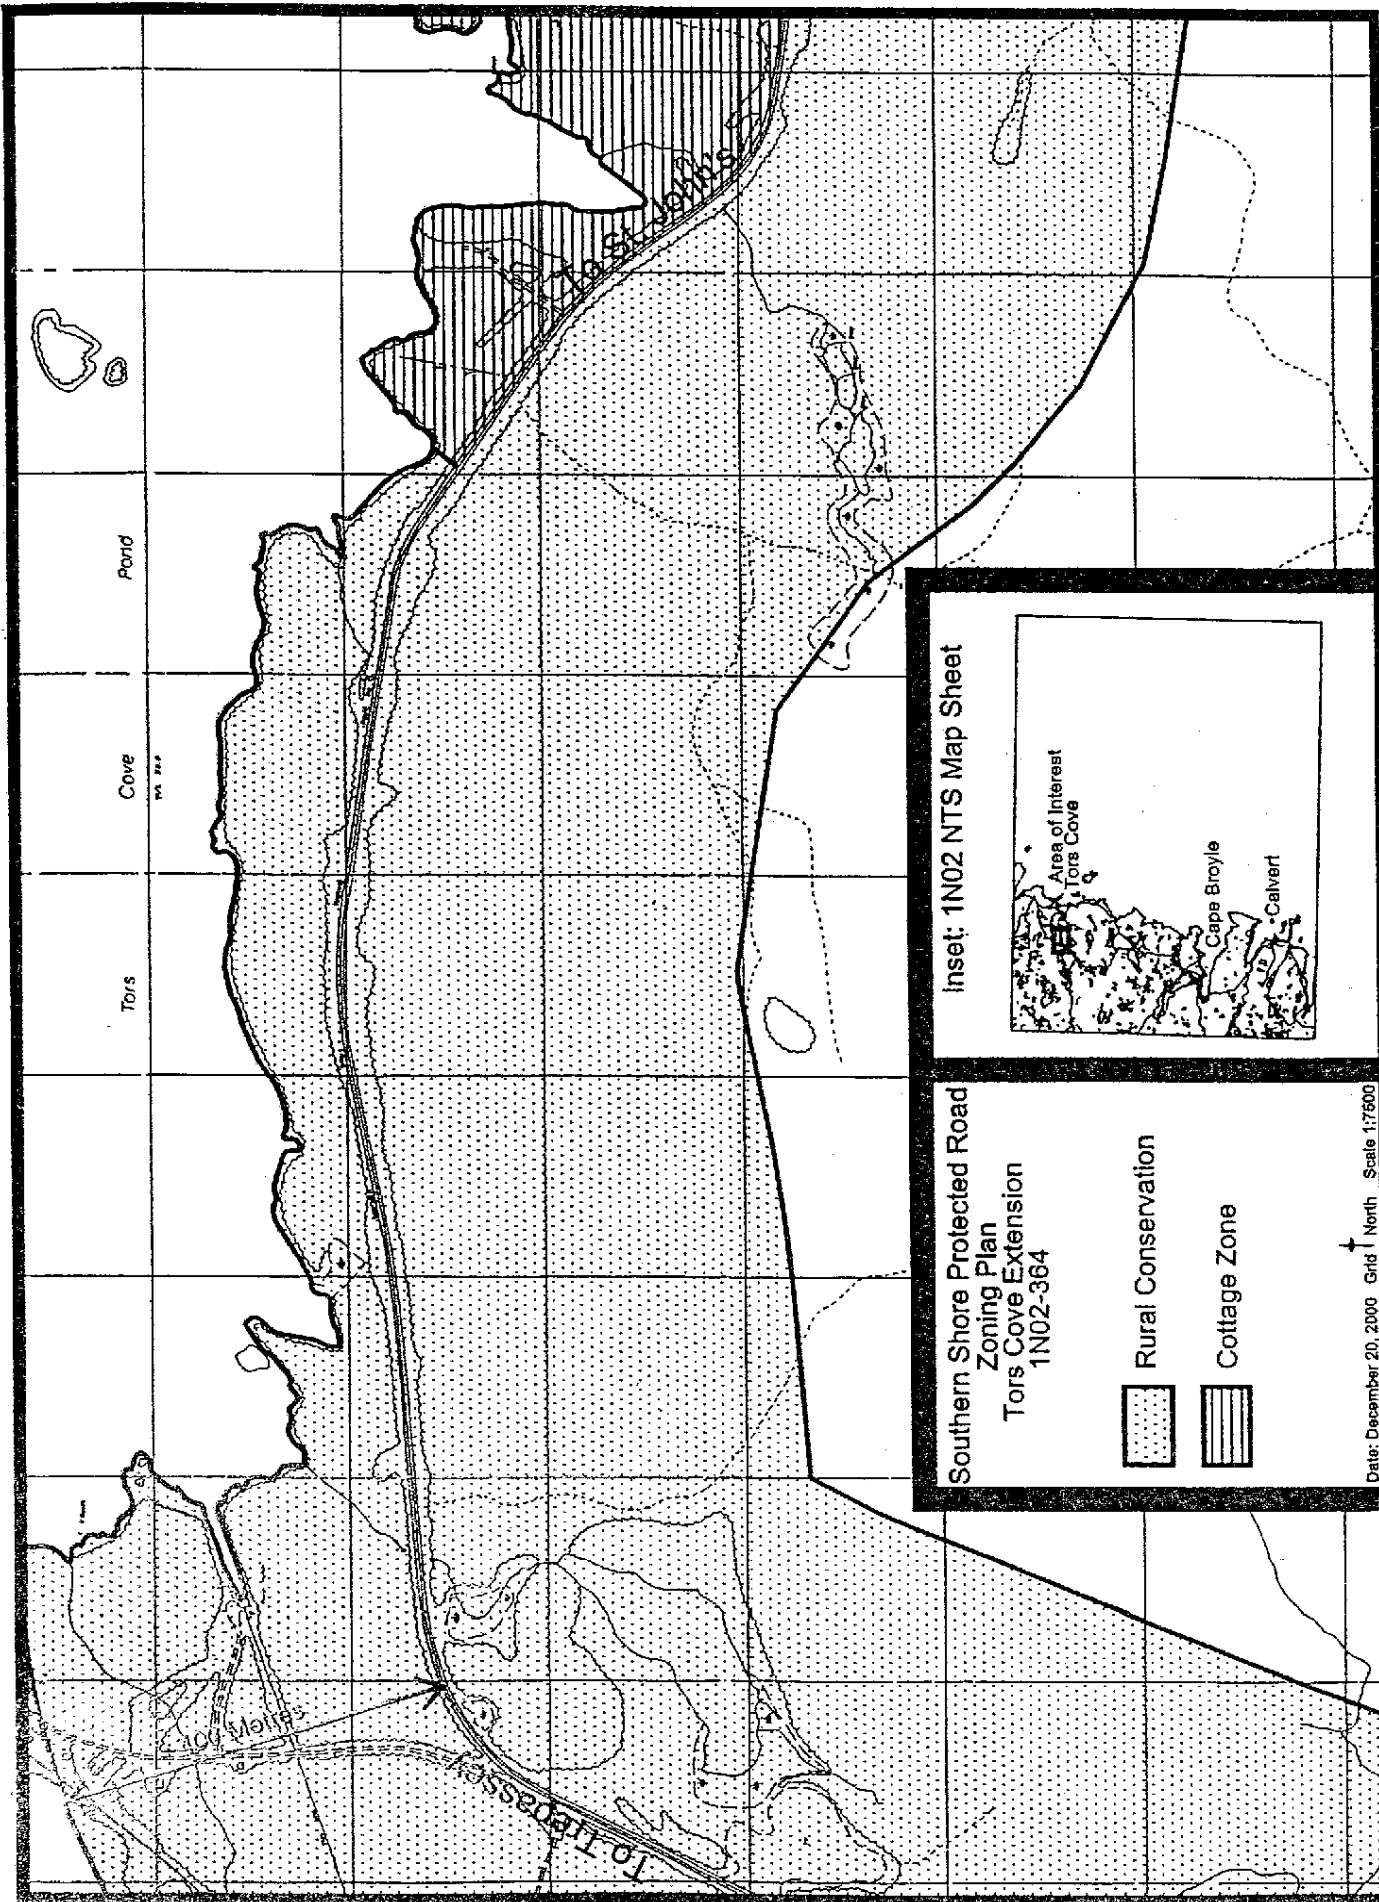 Tors Cove Pond
To St. John's
To Trepassey
Southern Shore Protected Road
Zoning Plan
Tors Cove Extension
1N02-364
Rural Conservation
Cottage Zone
Date: December 20, 2000 Grid North Scale 1:7500
Inset: 1N02 NTS Map Sheet
Area of Interest
Tors Cove
Cape Broyle
Calvert
Metres